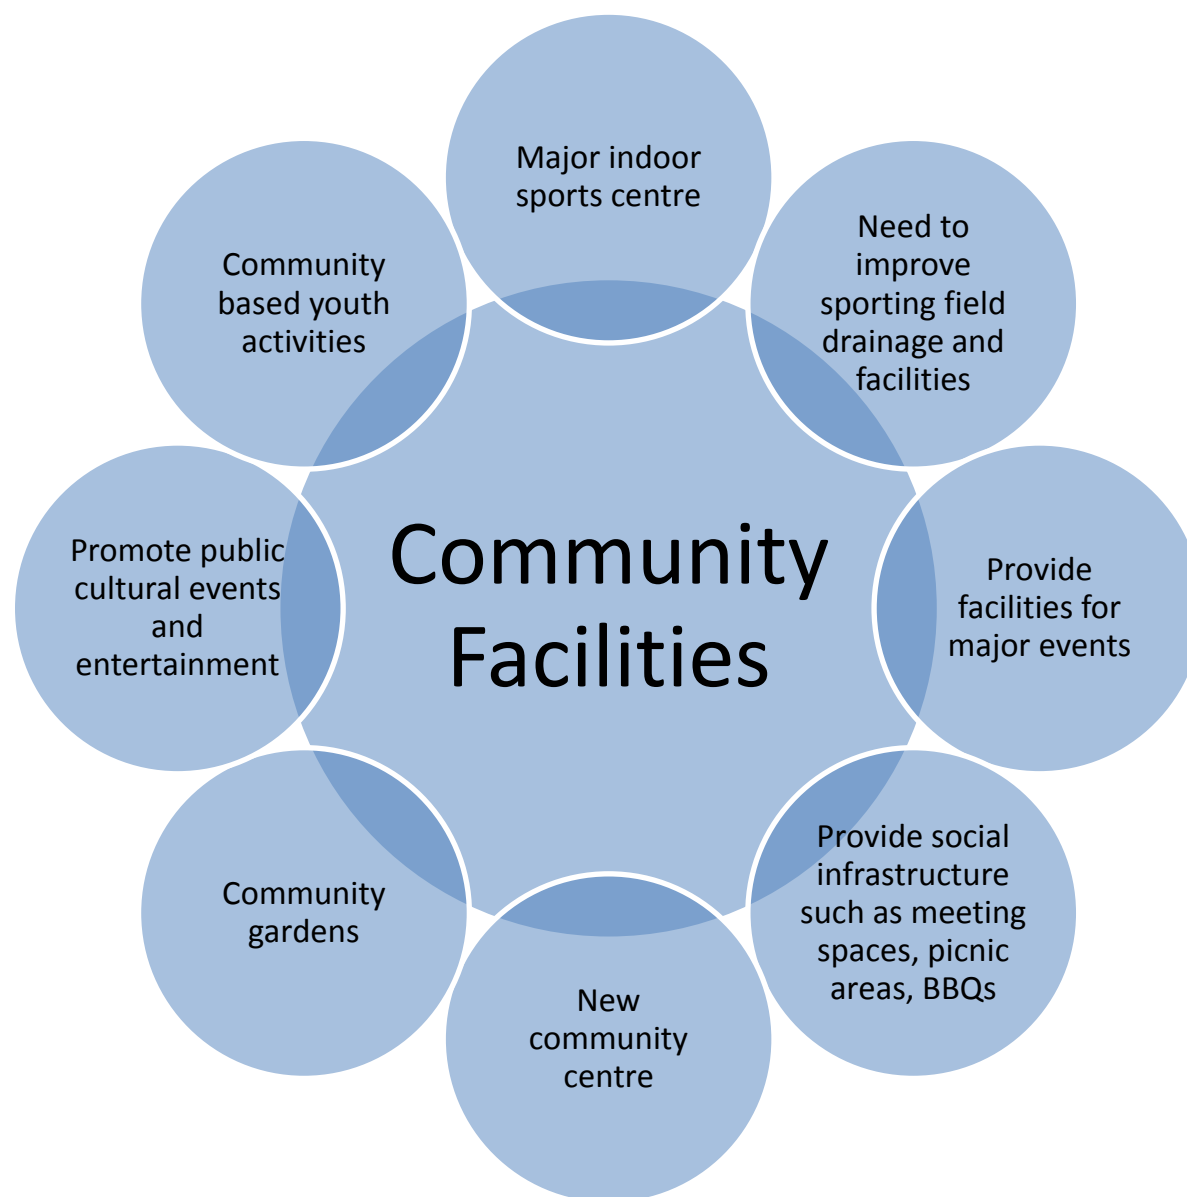 Major indoor
sports centre
Need to
improve
sporting field
drainage and
facilities
Provide
facilities for
major events
Provide social
infrastructure
such as meeting
spaces, picnic
areas, BBQs
New
community
centre
Community
gardens
Promote public
cultural events
and
entertainment
Community
based youth
activities
Community
Facilities